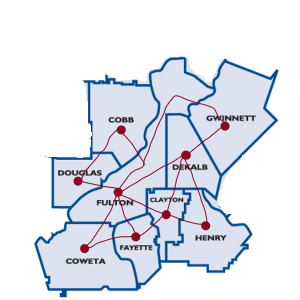 GWINNETT
COBB
DEKALB
DOUGLAS
CLAYTON
FULTON
HENRY
FAYETTE
COWETA